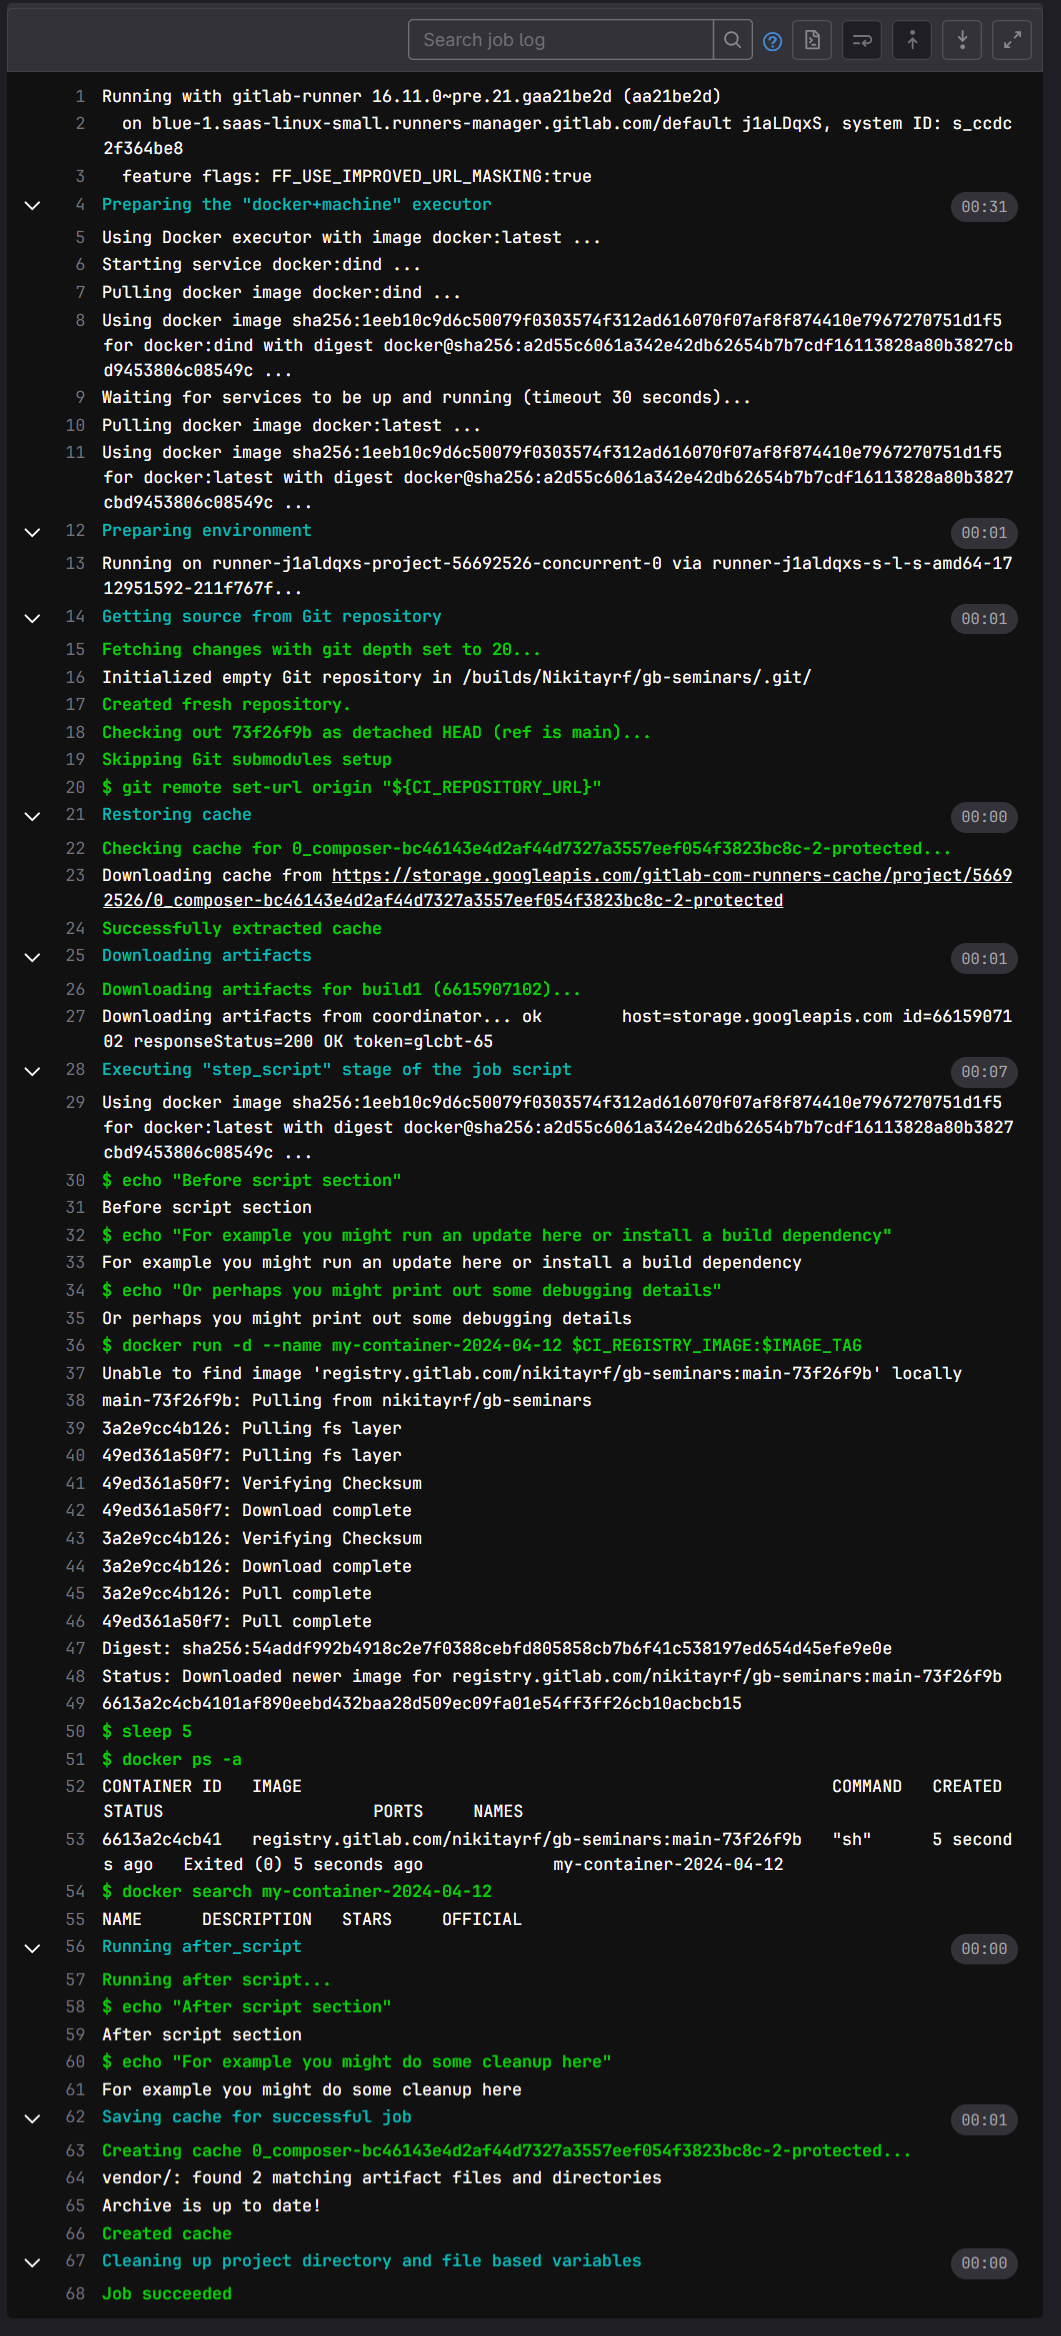 Search job log
1 Running with gitlab-runner 16.11.0~pre.21.gaa21be2d (aa21be2d)
2 on blue-1.saas-linux-small.runners-manager.gitlab.com/default j1aLDqxS, system ID: s_ccdc
2f364be8
3 feature flags: FF_USE_IMPROVED_URL_MASKING:true
4 Preparing the "docker+machine" executor 00:31
5 Using Docker executor with image docker:latest ...
6 Starting service docker:dind ...
7 Pulling docker image docker:dind ...
8 Using docker image sha256:1eeb10c9d6c50079f0303574f312ad616070f07af8f874410e7967270751d1f5
for docker:dind with digest docker@sha256:a2d55c6061a342e42db62654b7b7cdf16113828a80b3827cb
d9453806c08549c ...
9 Waiting for services to be up and running (timeout 30 seconds)...
10 Pulling docker image docker:latest ...
11 Using docker image sha256:1eeb10c9d6c50079f0303574f312ad616070f07af8f874410e7967270751d1f5
for docker:latest with digest docker@sha256:a2d55c6061a342e42db62654b7b7cdf16113828a80b3827
cbd9453806c08549c ...
12 Preparing environment 00:01
13 Running on runner-j1aldqxs-project-56692526-concurrent-0 via runner-j1aldqxs-s-l-s-amd64-17
12951592-211f767f...
14 Getting source from Git repository 00:01
15 Fetching changes with git depth set to 20...
16 Initialized empty Git repository in /builds/Nikitayrf/gb-seminars/.git/
17 Created fresh repository.
18 Checking out 73f26f9b as detached HEAD (ref is main)...
19 Skipping Git submodules setup
20 $ git remote set-url origin "${CI_REPOSITORY_URL}"
21 Restoring cache 00:00
22 Checking cache for 0_composer-bc46143e4d2af44d7327a3557eef054f3823bc8c-2-protected...
23 Downloading cache from https://storage.googleapis.com/gitlab-com-runners-cache/project/5669
2526/0_composer-bc46143e4d2af44d7327a3557eef054f3823bc8c-2-protected
24 Successfully extracted cache
25 Downloading artifacts 00:01
26 Downloading artifacts for build1 (6615907102)...
27 Downloading artifacts from coordinator... ok host=storage.googleapis.com id=66159071
02 responseStatus=200 OK token=glcbt-65
28 Executing "step_script" stage of the job script 00:07
29 Using docker image sha256:1eeb10c9d6c50079f0303574f312ad616070f07af8f874410e7967270751d1f5
for docker:latest with digest docker@sha256:a2d55c6061a342e42db62654b7b7cdf16113828a80b3827
cbd9453806c08549c ...
30 $ echo "Before script section"
31 Before script section
32 $ echo "For example you might run an update here or install a build dependency"
33 For example you might run an update here or install a build dependency
34 $ echo "Or perhaps you might print out some debugging details"
35 Or perhaps you might print out some debugging details
36 $ docker run -d --name my-container-2024-04-12 $CI_REGISTRY_IMAGE:$IMAGE_TAG
37 Unable to find image 'registry.gitlab.com/nikitayrf/gb-seminars:main-73f26f9b' locally
38 main-73f26f9b: Pulling from nikitayrf/gb-seminars
39 3a2e9cc4b126: Pulling fs layer
40 49ed361a50f7: Pulling fs layer
41 49ed361a50f7: Verifying Checksum
42 49ed361a50f7: Download complete
43 3a2e9cc4b126: Verifying Checksum
44 3a2e9cc4b126: Download complete
45 3a2e9cc4b126: Pull complete
46 49ed361a50f7: Pull complete
47 Digest: sha256:54addf992b4918c2e7f0388cebfd805858cb7b6f41c538197ed654d45efe9e0e
48 Status: Downloaded newer image for registry.gitlab.com/nikitayrf/gb-seminars:main-73f26f9b
49 6613a2c4cb4101af890eebd432baa28d509ec09fa01e54ff3ff26cb10acbcb15
50 $ sleep 5
51 $ docker ps -a
52 CONTAINER ID IMAGE COMMAND CREATED
STATUS PORTS NAMES
53 6613a2c4cb41 registry.gitlab.com/nikitayrf/gb-seminars:main-73f26f9b "sh" 5 second
s ago Exited (0) 5 seconds ago my-container-2024-04-12
54 $ docker search my-container-2024-04-12
55 NAME DESCRIPTION STARS OFFICIAL
56 Running after_script 00:00
57 Running after script...
58 $ echo "After script section"
59 After script section
60 $ echo "For example you might do some cleanup here"
61 For example you might do some cleanup here
62 Saving cache for successful job 00:01
63 Creating cache 0_composer-bc46143e4d2af44d7327a3557eef054f3823bc8c-2-protected...
64 vendor/: found 2 matching artifact files and directories
65 Archive is up to date!
66 Created cache
67 Cleaning up project directory and file based variables 00:00
68 Job succeeded